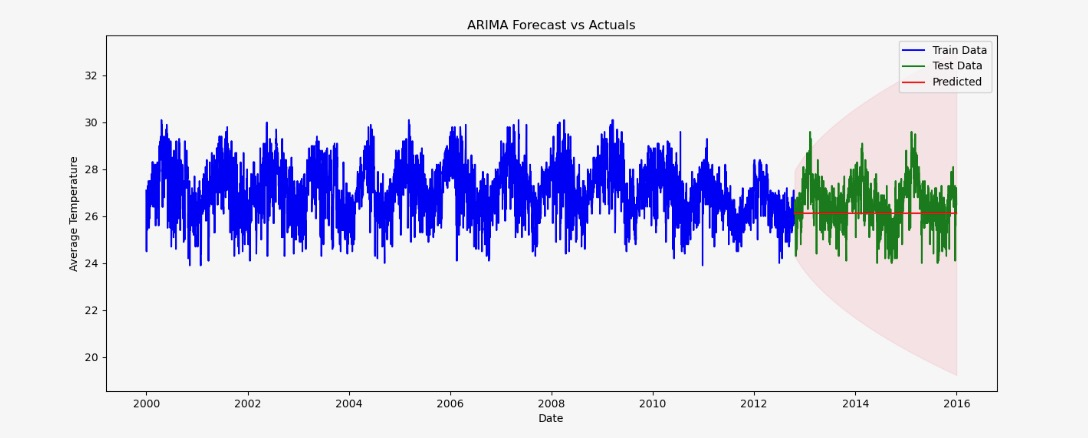 ARIMA Forecast vs Actuals
Train Data
Test Data
Predicted
Average Temperature
32
30
28
26
24
22
20
2000 2002 2004 2006 2008 2010 2012 2014 2016
Date